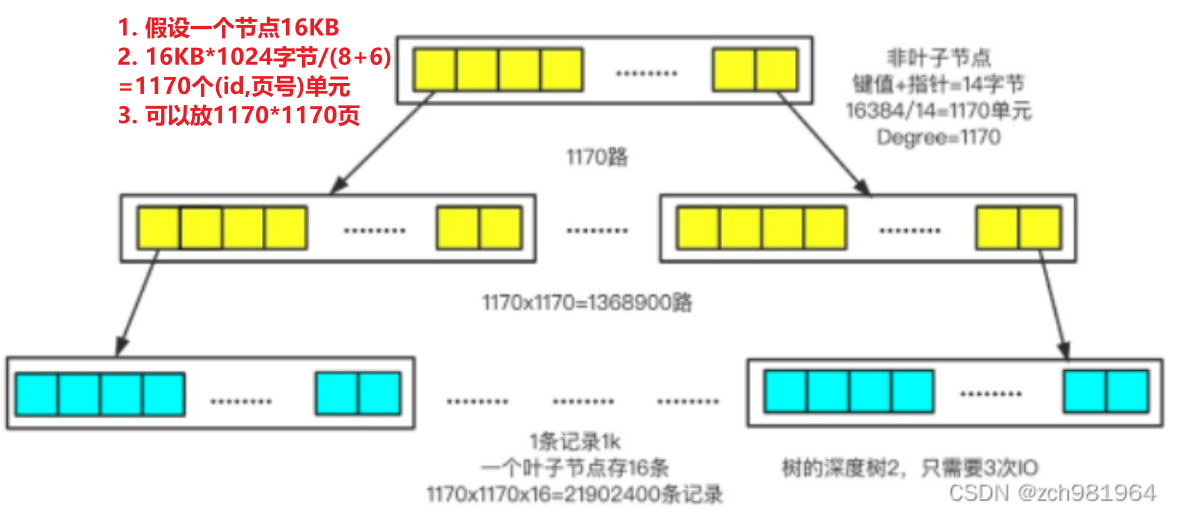 1. 假设一个节点16KB
2. 16KB*1024字节/(8+6)
=1170个(id,页号)单元
3. 可以放1170*1170页
非叶子节点
键值+指针=14字节
16384/14=1170单元
Degree=1170
1170路
1170x1170=1368900路
1条记录1k
一个叶子节点存16条
1170x1170x16=21902400条记录
树的深度树2，只需要3次IO
CSDN @zch981964